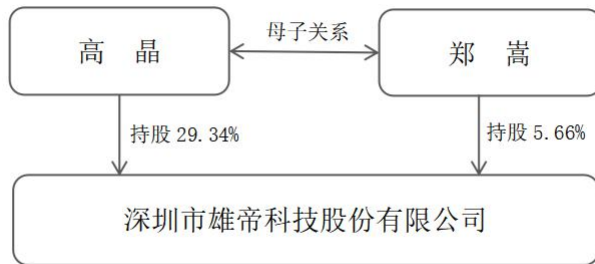 母子关系
高 晶
郑 嵩
持股 29.34%
持股 5.66%
深圳市雄帝科技股份有限公司